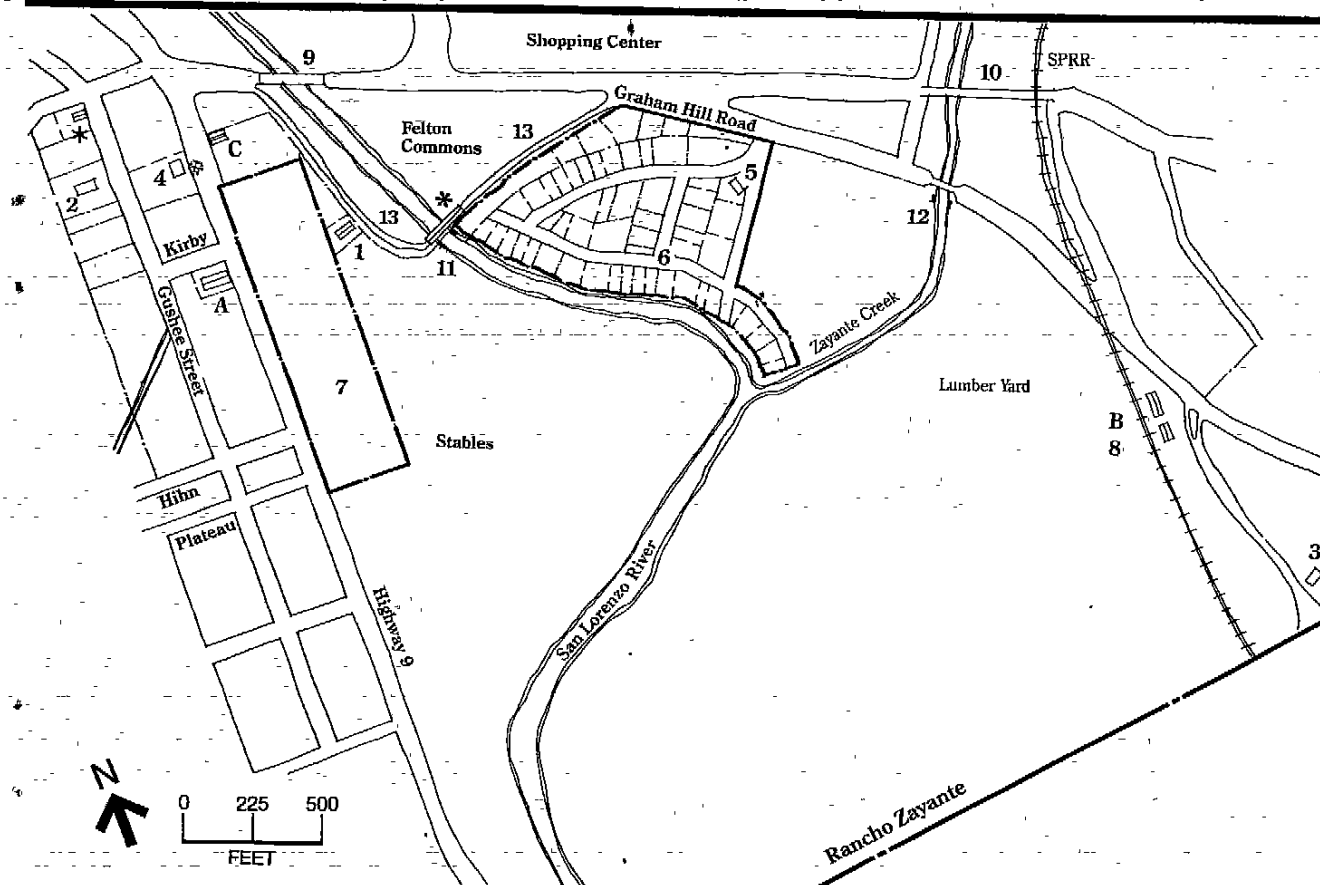 Shopping Center
9
SPRR
10
Graham Hill Road
13
Felton
Commons
*
C
4
*
5
2
13
12
Kirby
1
11
6
A
Gushee Street
Zayante Creek
7
Lumber Yard
Stables
B
8
Hihn
Plateau
3
San Lorenzo River
Highway 9
N
0 225 500
FEET
Rancho Zayante